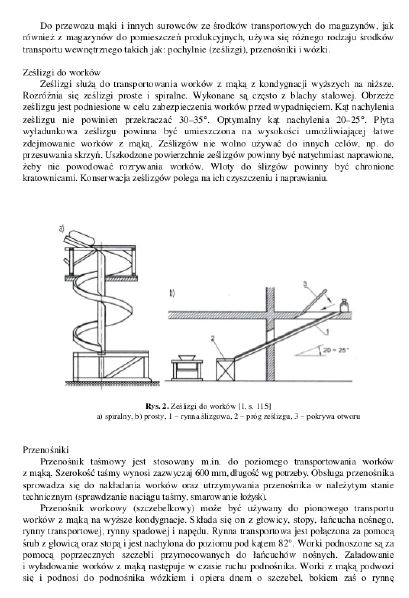 Do przewozu mąki i innych surowców ze środków transportowych do magazynów, jak
również z magazynów do pomieszczeń produkcyjnych, używa się różnego rodzaju środków
transportu wewnętrznego takich jak: pochylnie (ześlizgi), przenośniki i wózki.
Ześlizgi do worków
Ześlizgi służą do transportowania worków z mąką z kondygnacji wyższych na niższe.
Rozróżnia się ześlizgi proste i spiralne. Wykonane są często z blachy stalowej. Obrzeże
ześlizgu jest podniesione w celu zabezpieczenia worków przed wypadnięciem. Kąt nachylenia
ześlizgu nie powinien przekraczać 30–35°. Optymalny kąt nachylenia 20–25°. Płyta
wyładunkowa ześlizgu powinna być umieszczona na wysokości umożliwiającej łatwe
zdejmowanie worków z mąką. Ześlizgów nie wolno używać do innych celów, np. do
przesuwania skrzyń. Uszkodzone powierzchnie ześlizgów powinny być natychmiast naprawione,
żeby nie powodować rozrywania worków. Włoty do ślizgów powinny być chronione
kratownicami. Konserwacja ześlizgów polega na ich czyszczeniu i naprawianiu.
a)
b)
3
1
2
20 ÷ 25°
Rys. 2. Ześlizgi do worków [1, s. 115]
a) spiralny, b) prosty, 1 – rynna ślizgowa, 2 – próg ześlizgu, 3 – pokrywa otworu
Przenośniki
Przenośnik taśmowy jest stosowany m.in. do poziomego transportowania worków
z mąką. Szerokość taśmy wynosi zazwyczaj 600 mm, długość wg potrzeby. Obsługa przenośnika
sprowadza się do nakładania worków oraz utrzymywania przenośnika w należytym stanie
technicznym (sprawdzanie naciągu taśmy, smarowanie łożysk).
Przenośnik workowy (szczebelkowy) może być używany do pionowego transportu
worków z mąką na wyższe kondygnacje. Składa się on z głowicy, stopy, łańcucha nośnego,
rynny transportowej, rynny spadowej i napędu. Rynna transportowa jest połączona za pomocą
śrub z głowicą oraz stopą i jest nachylona do poziomu pod kątem 82°. Worki podnoszone są za
pomocą poprzecznych szczebli przymocowanych do łańcuchów nośnych. Załadowanie
i wyładowanie worków z mąką następuje w czasie ruchu podnośnika. Worki z mąką podwozi
się i podnosi do podnośnika wózkiem i opiera dnem o szczebel, bokiem zaś o rynnę